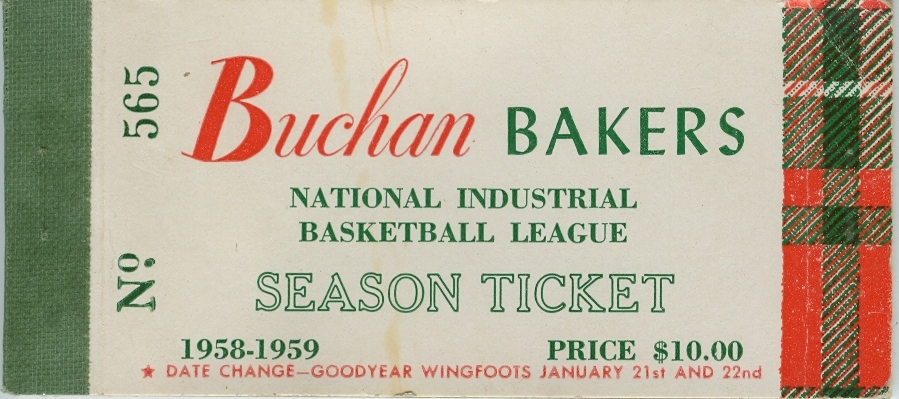 Nọ 565
Buchan BAKERS
NATIONAL INDUSTRIAL
BASKETBALL LEAGUE
SEASON TICKET
1958-1959 PRICE $10.00
★ DATE CHANGE—GOODYEAR WINGFOOTS JANUARY 21st AND 22nd